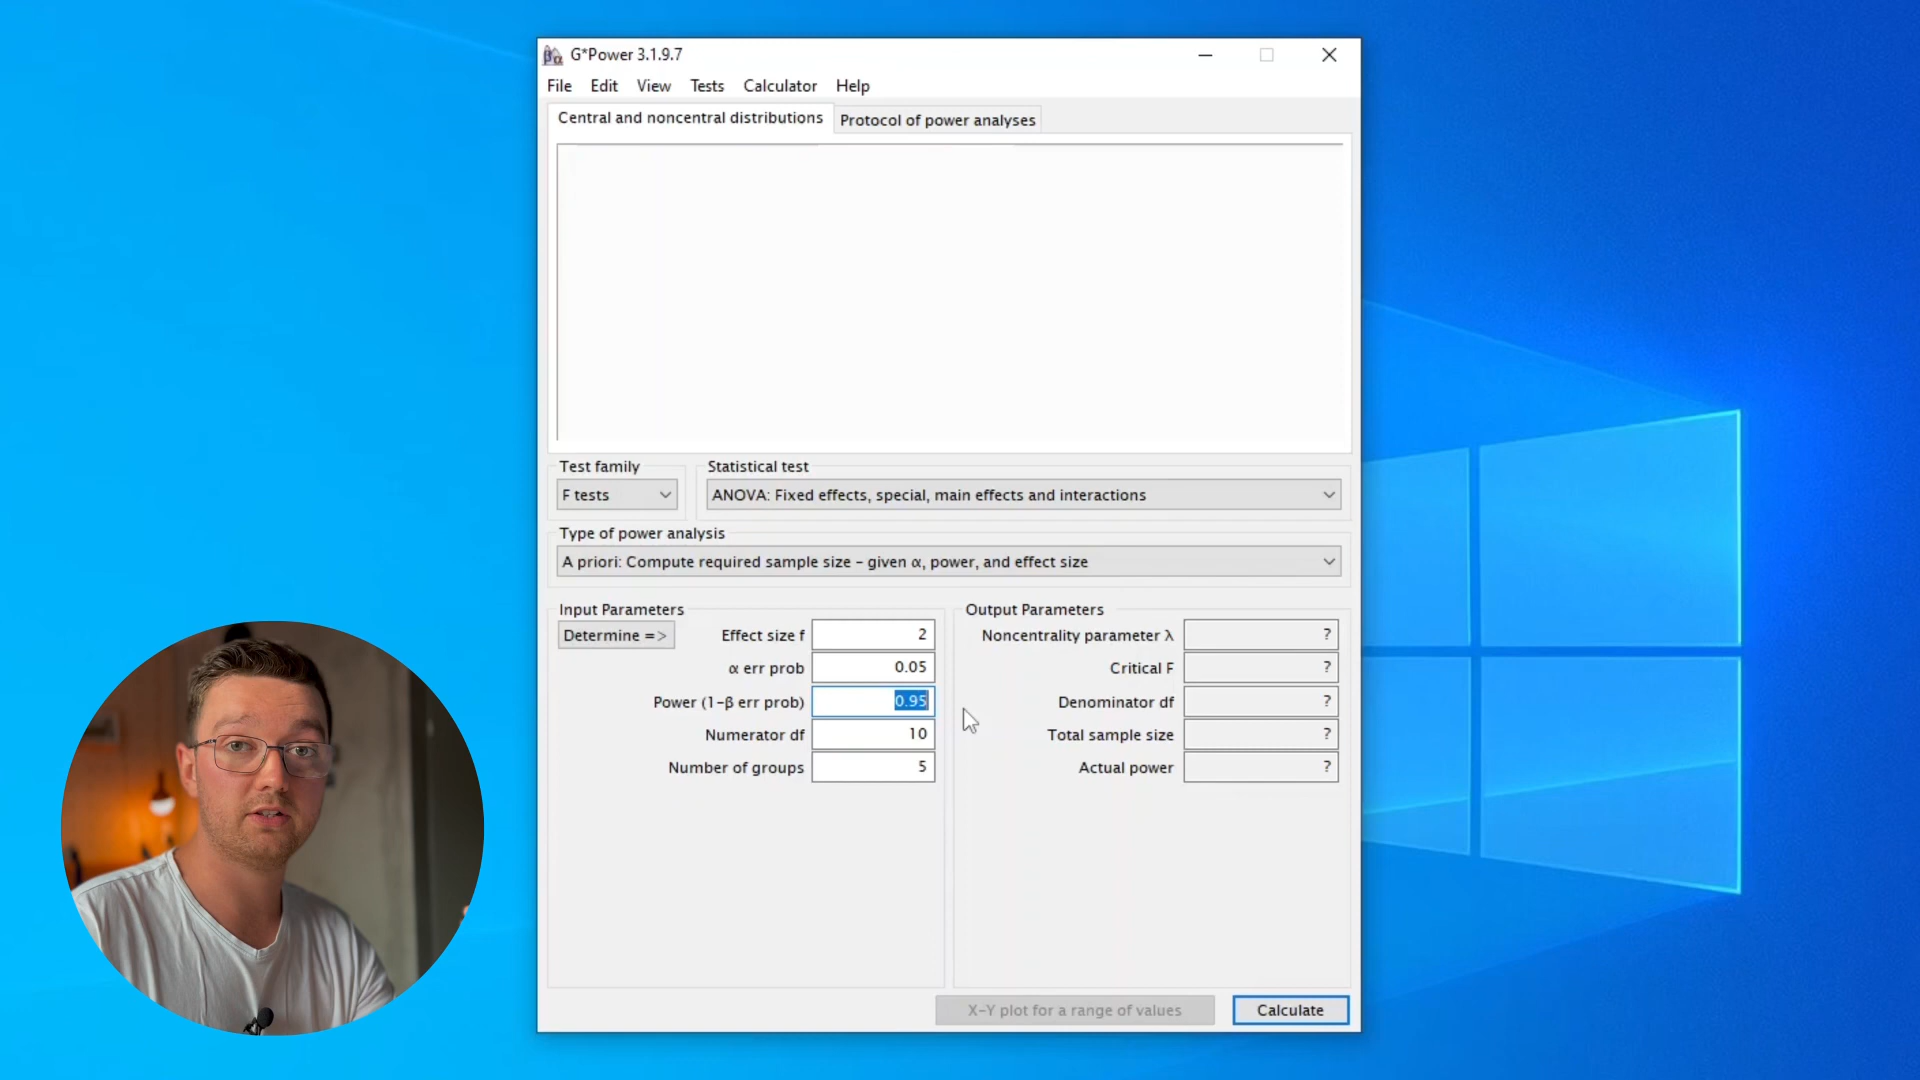 G*Power 3.1.9.7
File Edit View Tests Calculator Help
Central and noncentral distributions Protocol of power analyses
Test family Statistical test
F tests ANOVA: Fixed effects, special, main effects and interactions
Type of power analysis
A priori: Compute required sample size – given α, power, and effect size
Input Parameters Output Parameters
Determine => Effect size f 2 Noncentrality parameter λ ?
α err prob 0.05 Critical F ?
Power (1–β err prob) 0.95 Denominator df ?
Numerator df 10 Total sample size ?
Number of groups 5 Actual power ?
X–Y plot for a range of values Calculate